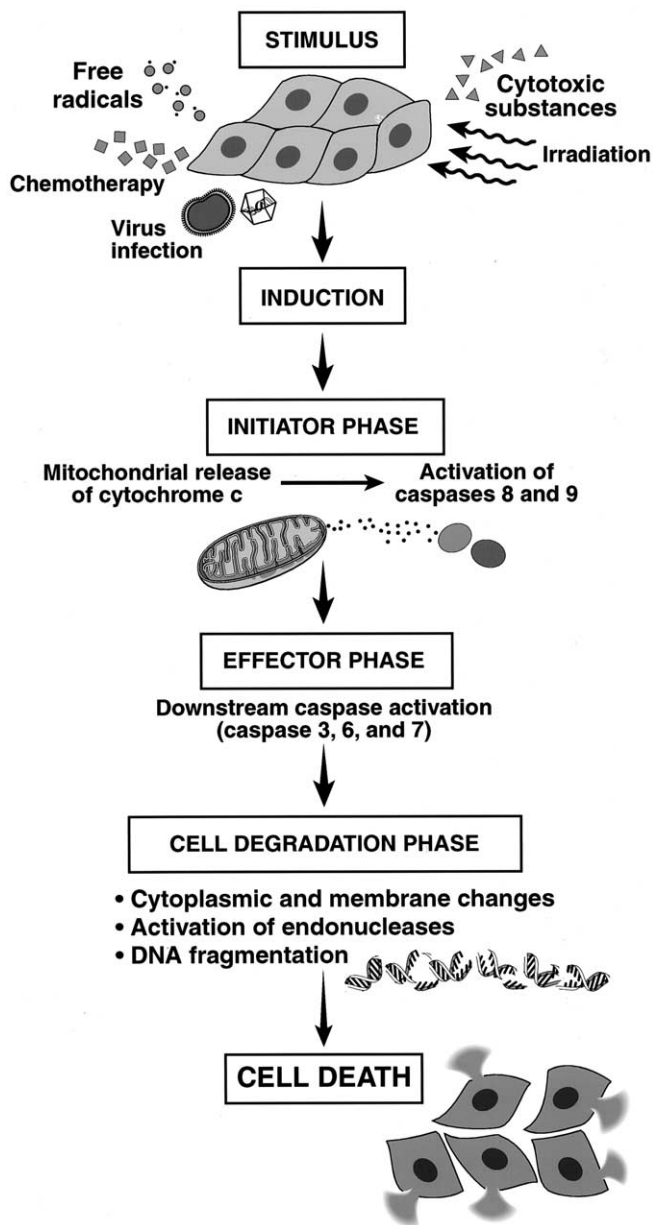 STIMULUS
Free
radicals
Cytotoxic
substances
Irradiation
Chemotherapy
Virus
infection
INDUCTION
INITIATOR PHASE
Mitochondrial release
of cytochrome c
Activation of
caspases 8 and 9
EFFECTOR PHASE
Downstream caspase activation
(caspase 3, 6, and 7)
CELL DEGRADATION PHASE
• Cytoplasmic and membrane changes
• Activation of endonucleases
• DNA fragmentation
CELL DEATH